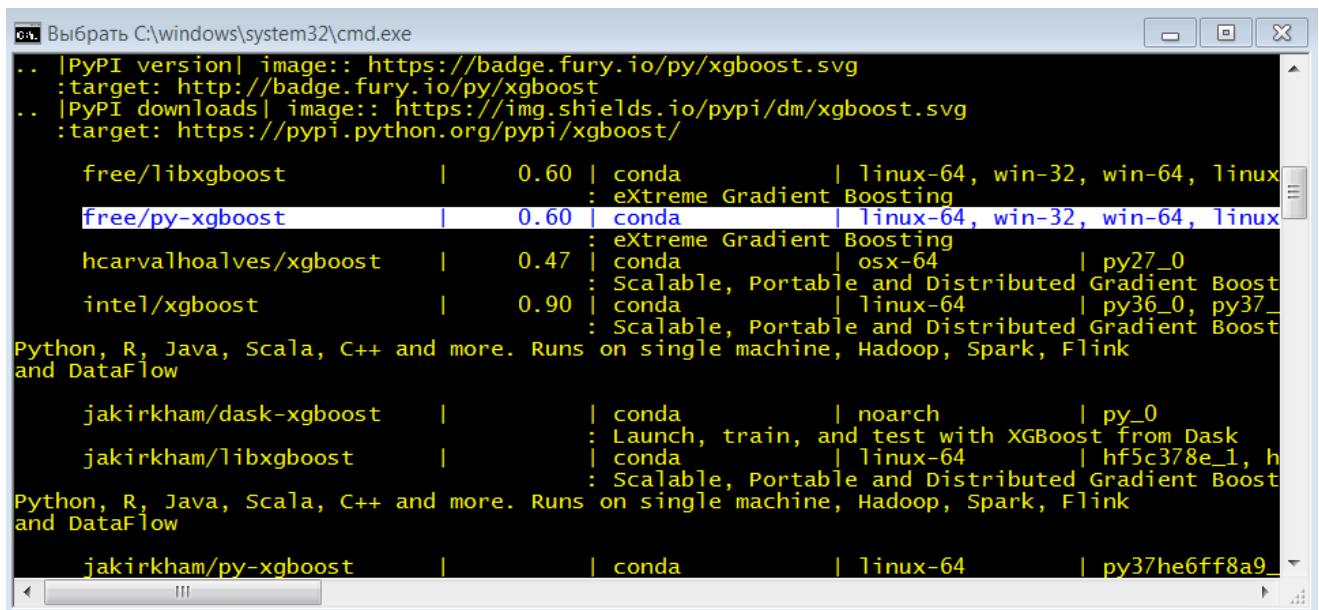 Выбрать C:\windows\system32\cmd.exe
.. |PyPI version| image:: https://badge.fury.io/py/xgboost.svg
   :target: http://badge.fury.io/py/xgboost
.. |PyPI downloads| image:: https://img.shields.io/pypi/dm/xgboost.svg
   :target: https://pypi.python.org/pypi/xgboost/
     free/libxgboost           |     0.60 | conda           | linux-64, win-32, win-64, linux
                                          : eXtreme Gradient Boosting
     free/py-xgboost           |     0.60 | conda           | linux-64, win-32, win-64, linux
                                          : eXtreme Gradient Boosting
     hcarvalhoalves/xgboost    |     0.47 | conda           | osx-64          | py27_0
                                          : Scalable, Portable and Distributed Gradient Boost
     intel/xgboost             |     0.90 | conda           | linux-64        | py36_0, py37_
                                          : Scalable, Portable and Distributed Gradient Boost
Python, R, Java, Scala, C++ and more. Runs on single machine, Hadoop, Spark, Flink
and DataFlow
     jakirkham/dask-xgboost    |          | conda           | noarch          | py_0
                                          : Launch, train, and test with XGBoost from Dask
     jakirkham/libxgboost      |          | conda           | linux-64        | hf5c378e_1, h
                                          : Scalable, Portable and Distributed Gradient Boost
Python, R, Java, Scala, C++ and more. Runs on single machine, Hadoop, Spark, Flink
and DataFlow
     jakirkham/py-xgboost      |          | conda           | linux-64        | py37he6ff8a9_